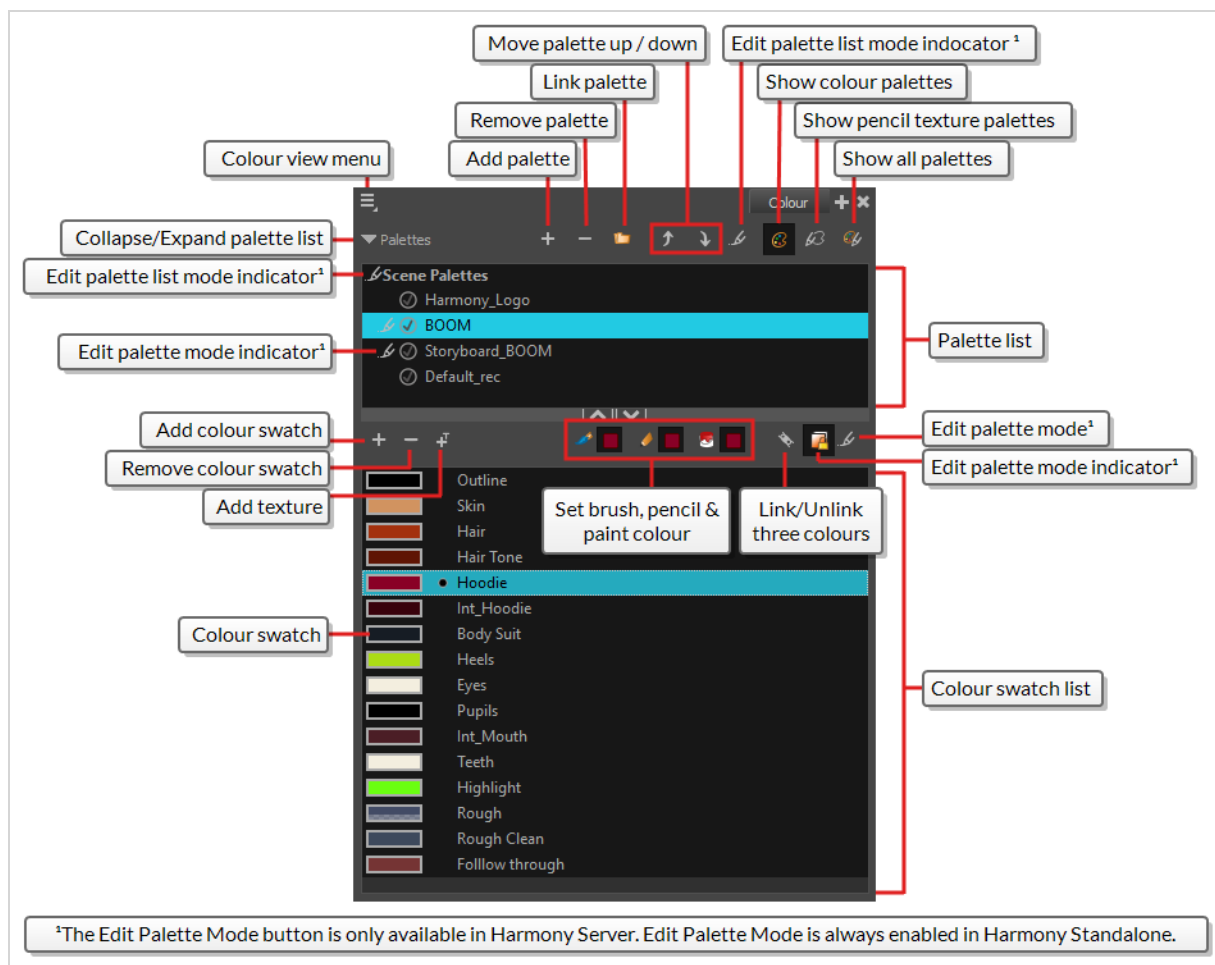 Move palette up / down
Edit palette list mode indocator ¹
Link palette
Show colour palettes
Remove palette
Show pencil texture palettes
Colour view menu
Add palette
Show all palettes
Colour
Collapse/Expand palette list
Palettes
Edit palette list mode indicator¹
Scene Palettes
Harmony_Logo
BOOM
Edit palette mode indicator¹
Storyboard_BOOM
Default_rec
Palette list
Add colour swatch
Remove colour swatch
Add texture
Edit palette mode¹
Edit palette mode indicator¹
Set brush, pencil &
paint colour
Link/Unlink
three colours
Outline
Skin
Hair
Hair Tone
Hoodie
Int_Hoodie
Colour swatch
Body Suit
Heels
Eyes
Colour swatch list
Pupils
Int_Mouth
Teeth
Highlight
Rough
Rough Clean
Folllow through
¹The Edit Palette Mode button is only available in Harmony Server. Edit Palette Mode is always enabled in Harmony Standalone.